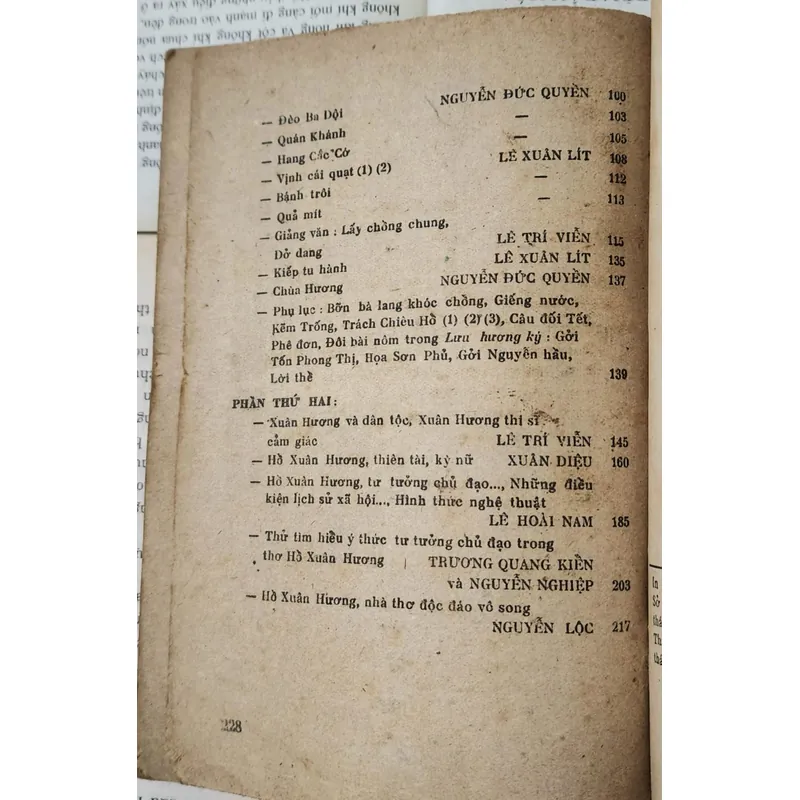 — Đèo Ba Dội NGUYỄN ĐỨC QUYỀN 100
— Quán Khánh — 103
— Hang Cắc Cờ — 105
— Vịnh cái quạt (1) (2) LÊ XUÂN LÍT 108
— Bánh trôi — 112
— Quả mít — 113
— Giảng văn : Lấy chồng chung,
Dở dang LÊ TRÍ VIỄN 115
— Kiếp tu hành LÊ XUÂN LÍT 135
— Chùa Hương NGUYỄN ĐỨC QUYỀN 137
— Phụ lục : Bỡn bà lang khóc chồng, Giếng nước,
Kẽm Trống, Trách Chiêu Hổ (1) (2) (3), Câu đối Tết,
Phê đơn, Đôi bài nôm trong Lưu hương ký : Gởi
Tốn Phong Thị, Họa Sơn Phủ, Gởi Nguyễn hầu,
Lời thề 139
PHẦN THỨ HAI :
— Xuân Hương và dân tộc, Xuân Hương thi sĩ
cảm giác LÊ TRÍ VIỄN 145
— Hồ Xuân Hương, thiên tài, kỳ nữ XUÂN DIỆU 160
— Hồ Xuân Hương, tư tưởng chủ đạo..., Những điều
kiện lịch sử xã hội..., Hình thức nghệ thuật
LÊ HOÀI NAM 185
— Thử tìm hiểu ý thức tư tưởng chủ đạo trong
thơ Hồ Xuân Hương TRƯƠNG QUANG KIỀN
và NGUYỄN NGHIỆP 203
— Hồ Xuân Hương, nhà thơ độc đáo vô song
NGUYỄN LỘC 217
228
In
Sở